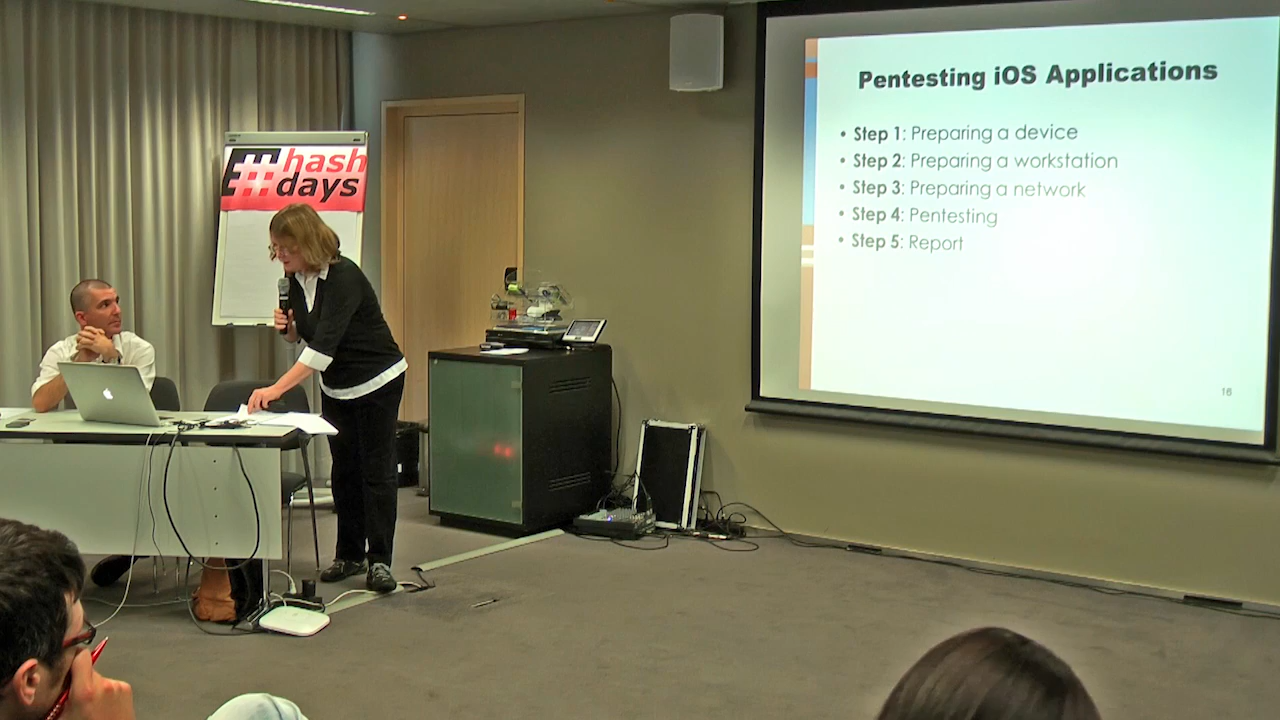 hash
days
Pentesting iOS Applications
• Step 1: Preparing a device
• Step 2: Preparing a workstation
• Step 3: Preparing a network
• Step 4: Pentesting
• Step 5: Report
16